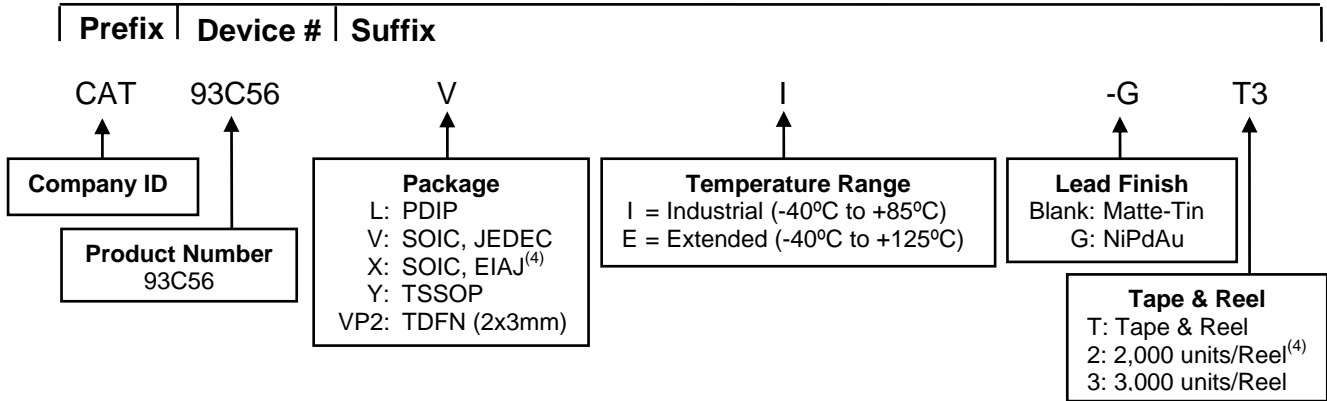 Prefix Device # Suffix
CAT 93C56 V I -G T3
Company ID
Product Number
93C56
Package
L: PDIP
V: SOIC, JEDEC
X: SOIC, EIAJ(4)
Y: TSSOP
VP2: TDFN (2x3mm)
Temperature Range
I = Industrial (-40ºC to +85ºC)
E = Extended (-40ºC to +125ºC)
Lead Finish
Blank: Matte-Tin
G: NiPdAu
Tape & Reel
T: Tape & Reel
2: 2,000 units/Reel(4)
3: 3,000 units/Reel